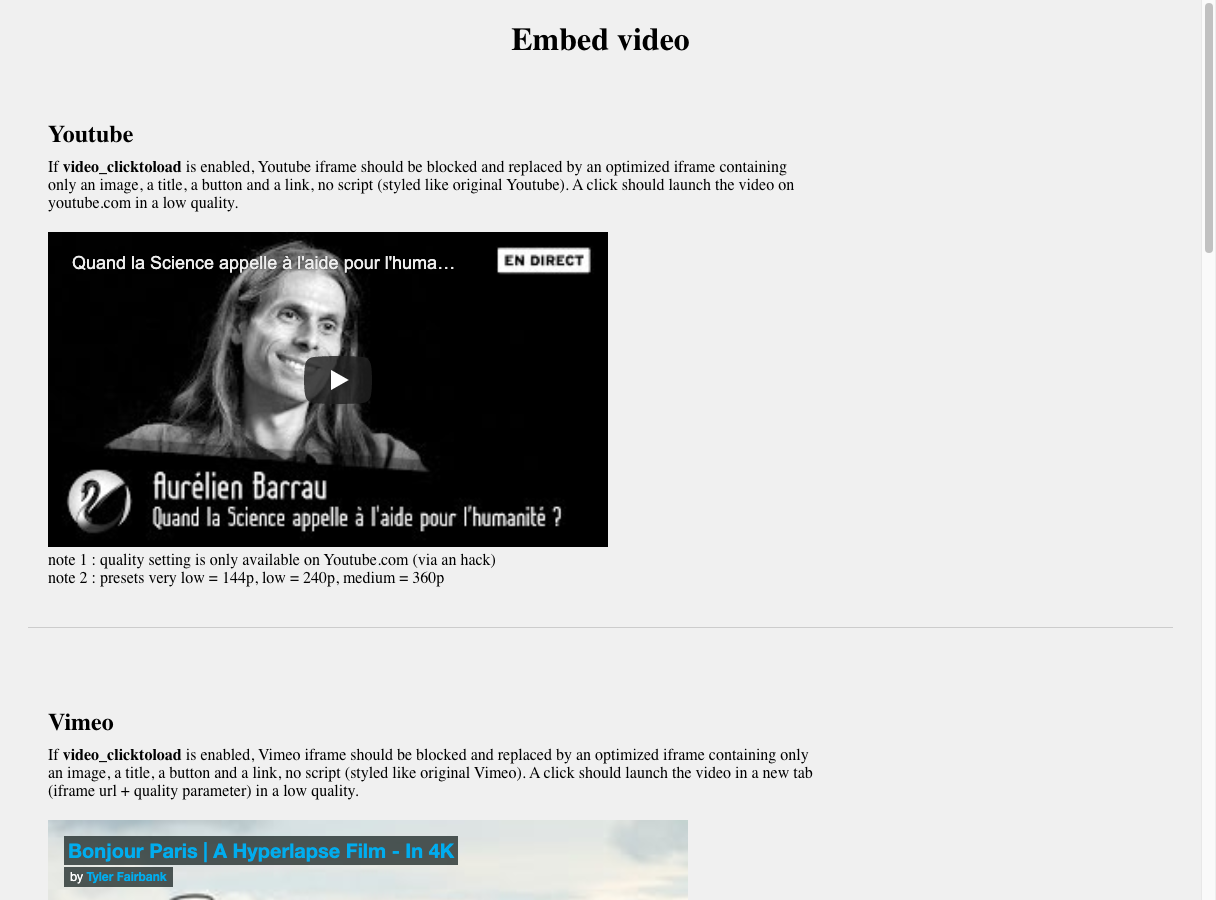 Embed video
Youtube
If video_clicktoload is enabled, Youtube iframe should be blocked and replaced by an optimized iframe containing
only an image, a title, a button and a link, no script (styled like original Youtube). A click should launch the video on
youtube.com in a low quality.
Quand la Science appelle à l'aide pour l'huma…
EN DIRECT
Aurélien Barrau
Quand la Science appelle à l'aide pour l'humanité ?
note 1 : quality setting is only available on Youtube.com (via an hack)
note 2 : presets very low = 144p, low = 240p, medium = 360p
Vimeo
If video_clicktoload is enabled, Vimeo iframe should be blocked and replaced by an optimized iframe containing only
an image, a title, a button and a link, no script (styled like original Vimeo). A click should launch the video in a new tab
(iframe url + quality parameter) in a low quality.
Bonjour Paris | A Hyperlapse Film - In 4K
by Tyler Fairbank